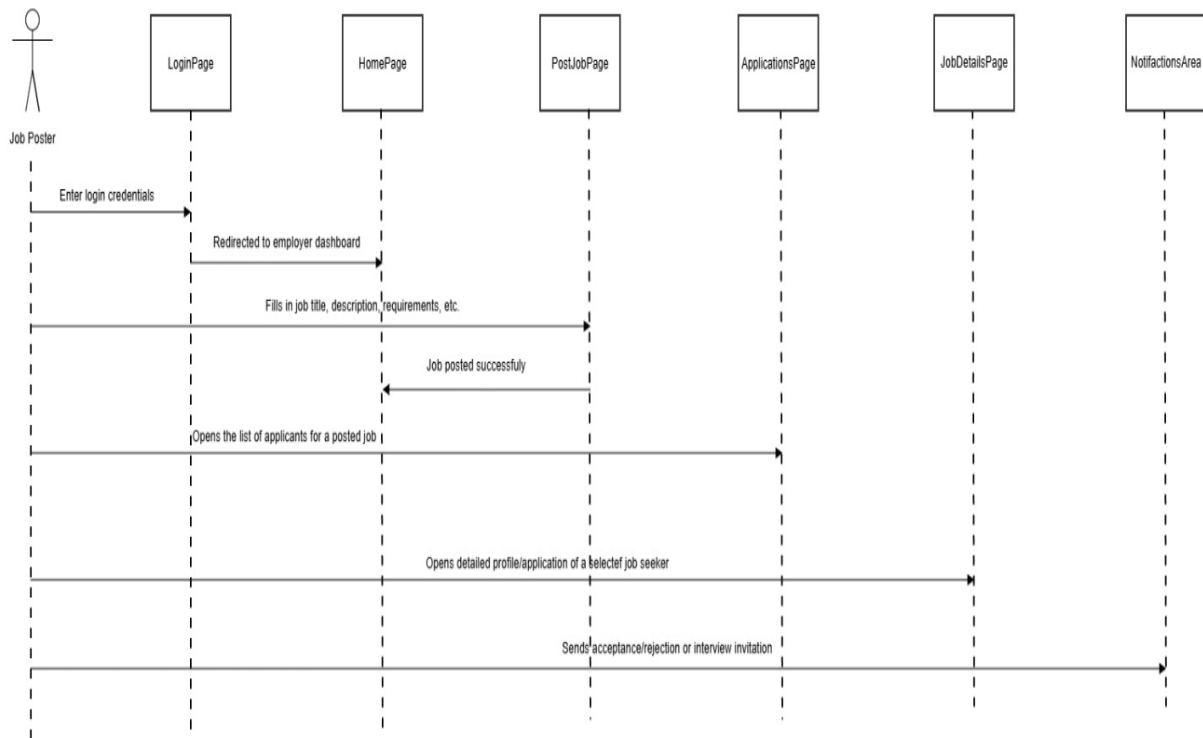 LoginPage
HomePage
PostJobPage
ApplicationsPage
JobDetailsPage
NotifactionsArea
Job Poster
Enter login credentials
Redirected to employer dashboard
Fills in job title, description, requirements, etc.
Job posted successfuly
Opens the list of applicants for a posted job
Opens detailed profile/application of a selectef job seeker
Sends acceptance/rejection or interview invitation